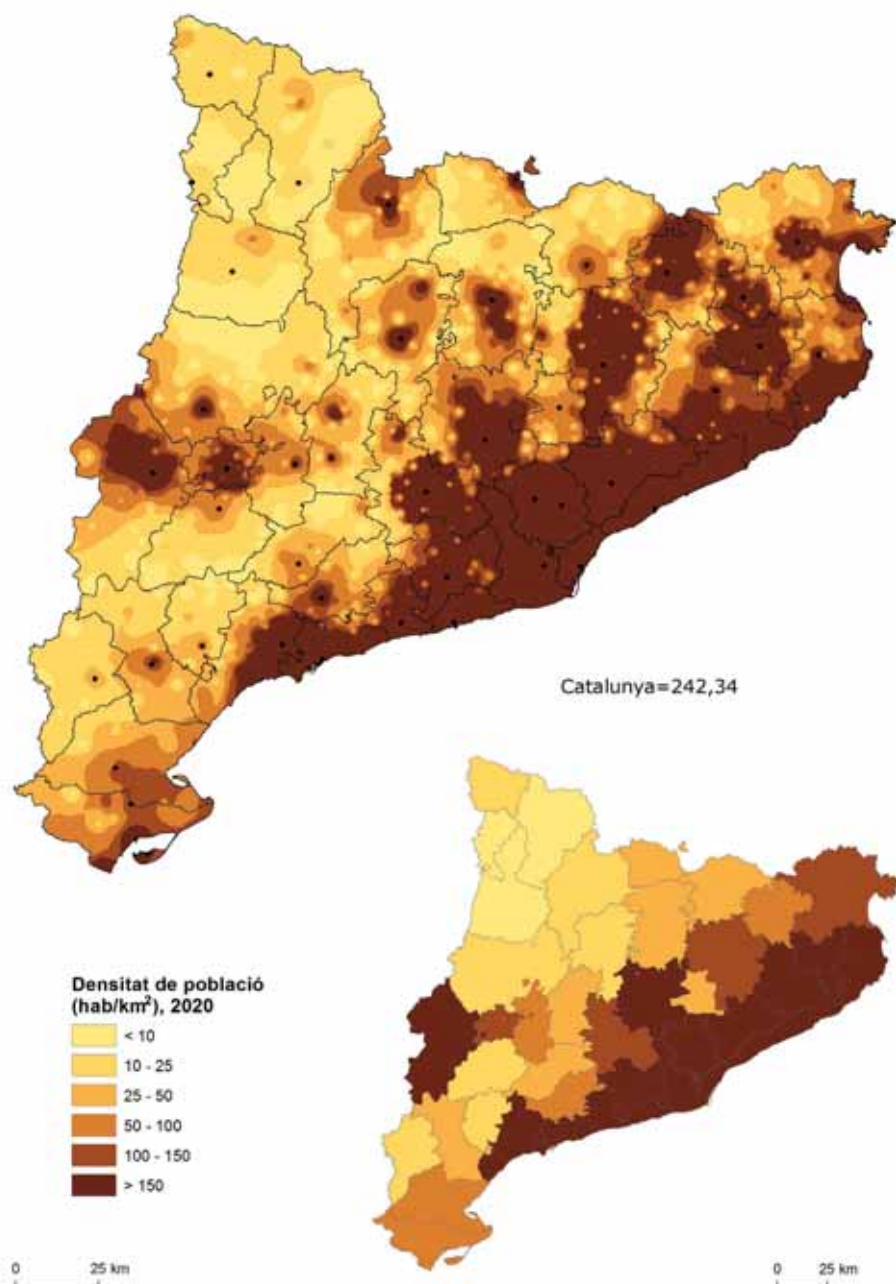 Catalunya=242,34
Densitat de població
(hab/km²), 2020
< 10
10 - 25
25 - 50
50 - 100
100 - 150
> 150
0 25 km
0 25 km